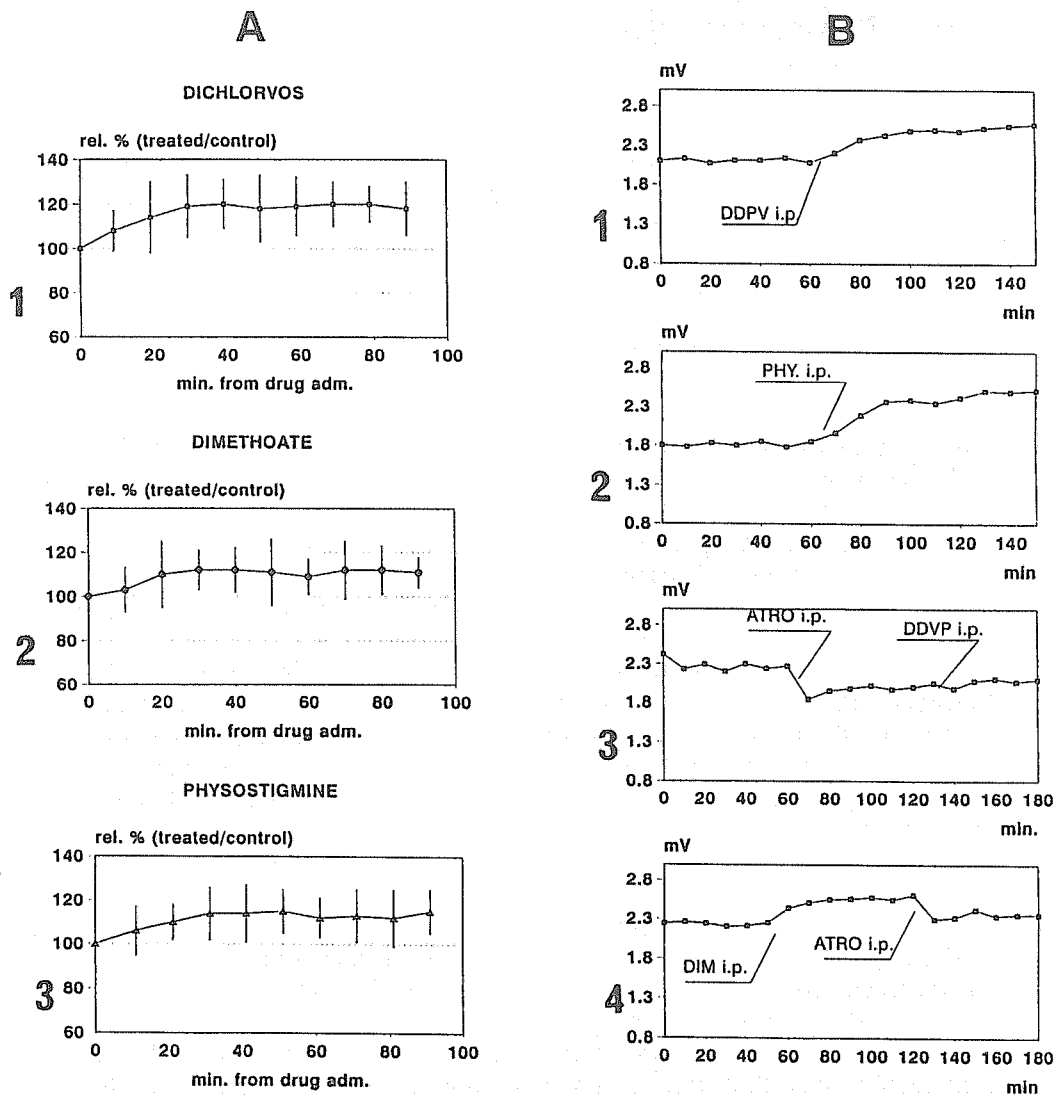 A
DICHLORVOS
rel. % (treated/control)
140
120
100
80
60
0 20 40 60 80 100
min. from drug adm.
1
DIMETHOATE
rel. % (treated/control)
140
110
100
80
60
0 20 40 60 80 100
min. from drug adm.
2
PHYSOSTIGMINE
rel. % (treated/control)
140
110
100
80
60
0 20 40 60 80 100
min. from drug adm.
3
B
mV
2.8
2.3
1.8
1.3
0.8
DDPV i.p.
0 20 40 60 80 100 120 140
min
1
mV
2.8
2.3
1.8
1.3
0.8
PHY. i.p.
0 20 40 60 80 100 120 140
min
2
mV
2.8
2.3
1.8
1.3
0.8
ATRO i.p. DDVP i.p.
0 20 40 60 80 100 120 140 160 180
min.
3
mV
2.8
2.3
1.8
1.3
0.8
DIM i.p. ATRO i.p.
0 20 40 60 80 100 120 140 160 180
min
4